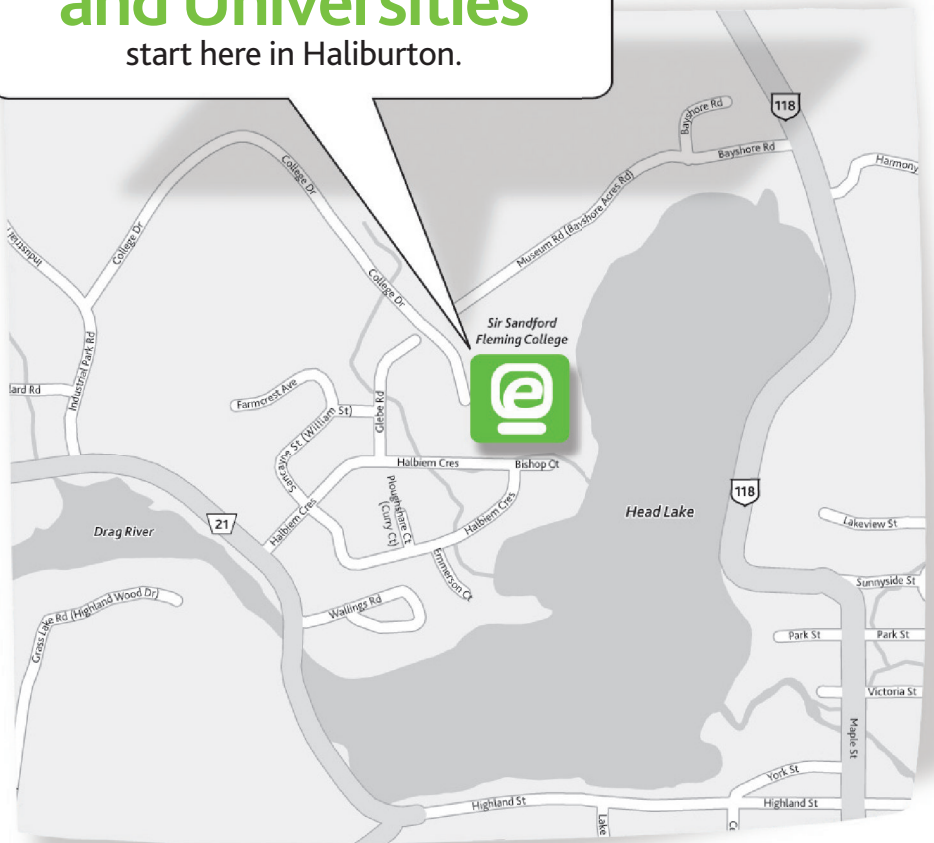 and Universities
start here in Haliburton.
118
Bayshore Rd
Bayshore Rd
Harmony
College Dr
College Dr
Museum Rd (Bayshore Acres Rd)
College Dr
Sir Sandford
Fleming College
e
Industrial Park Rd
lard Rd
Farmcrest Ave
Glebe Rd
Sancayne St (William St)
Halbiem Cres
Bishop Ct
Ploughshare Ct
(Curry Ct)
Halbiem Cres
Halbiem Cres
Emmerson Ct
118
Head Lake
Lakeview St
Drag River
21
Sunnyside St
Grass Lake Rd (Highland Wood Dr)
Wallings Rd
Park St
Park St
Victoria St
Maple St
York St
Highland St
Highland St
Lake